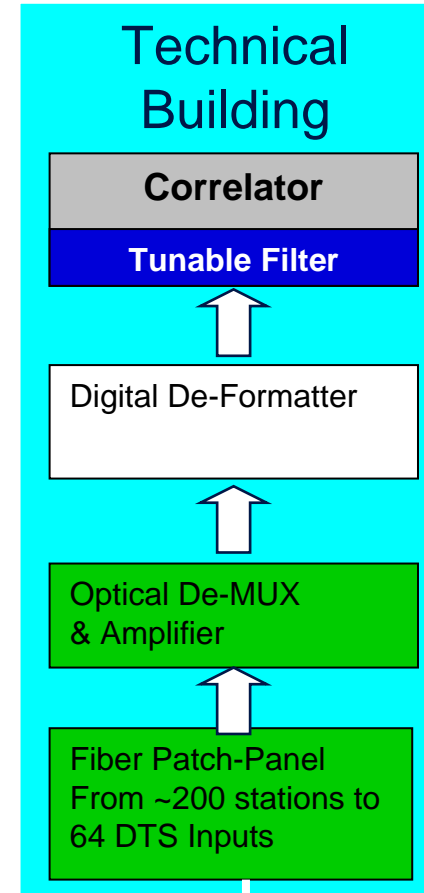 Technical
Building
Correlator
Tunable Filter
Digital De-Formatter
Optical De-MUX
& Amplifier
Fiber Patch-Panel
From ~200 stations to
64 DTS Inputs